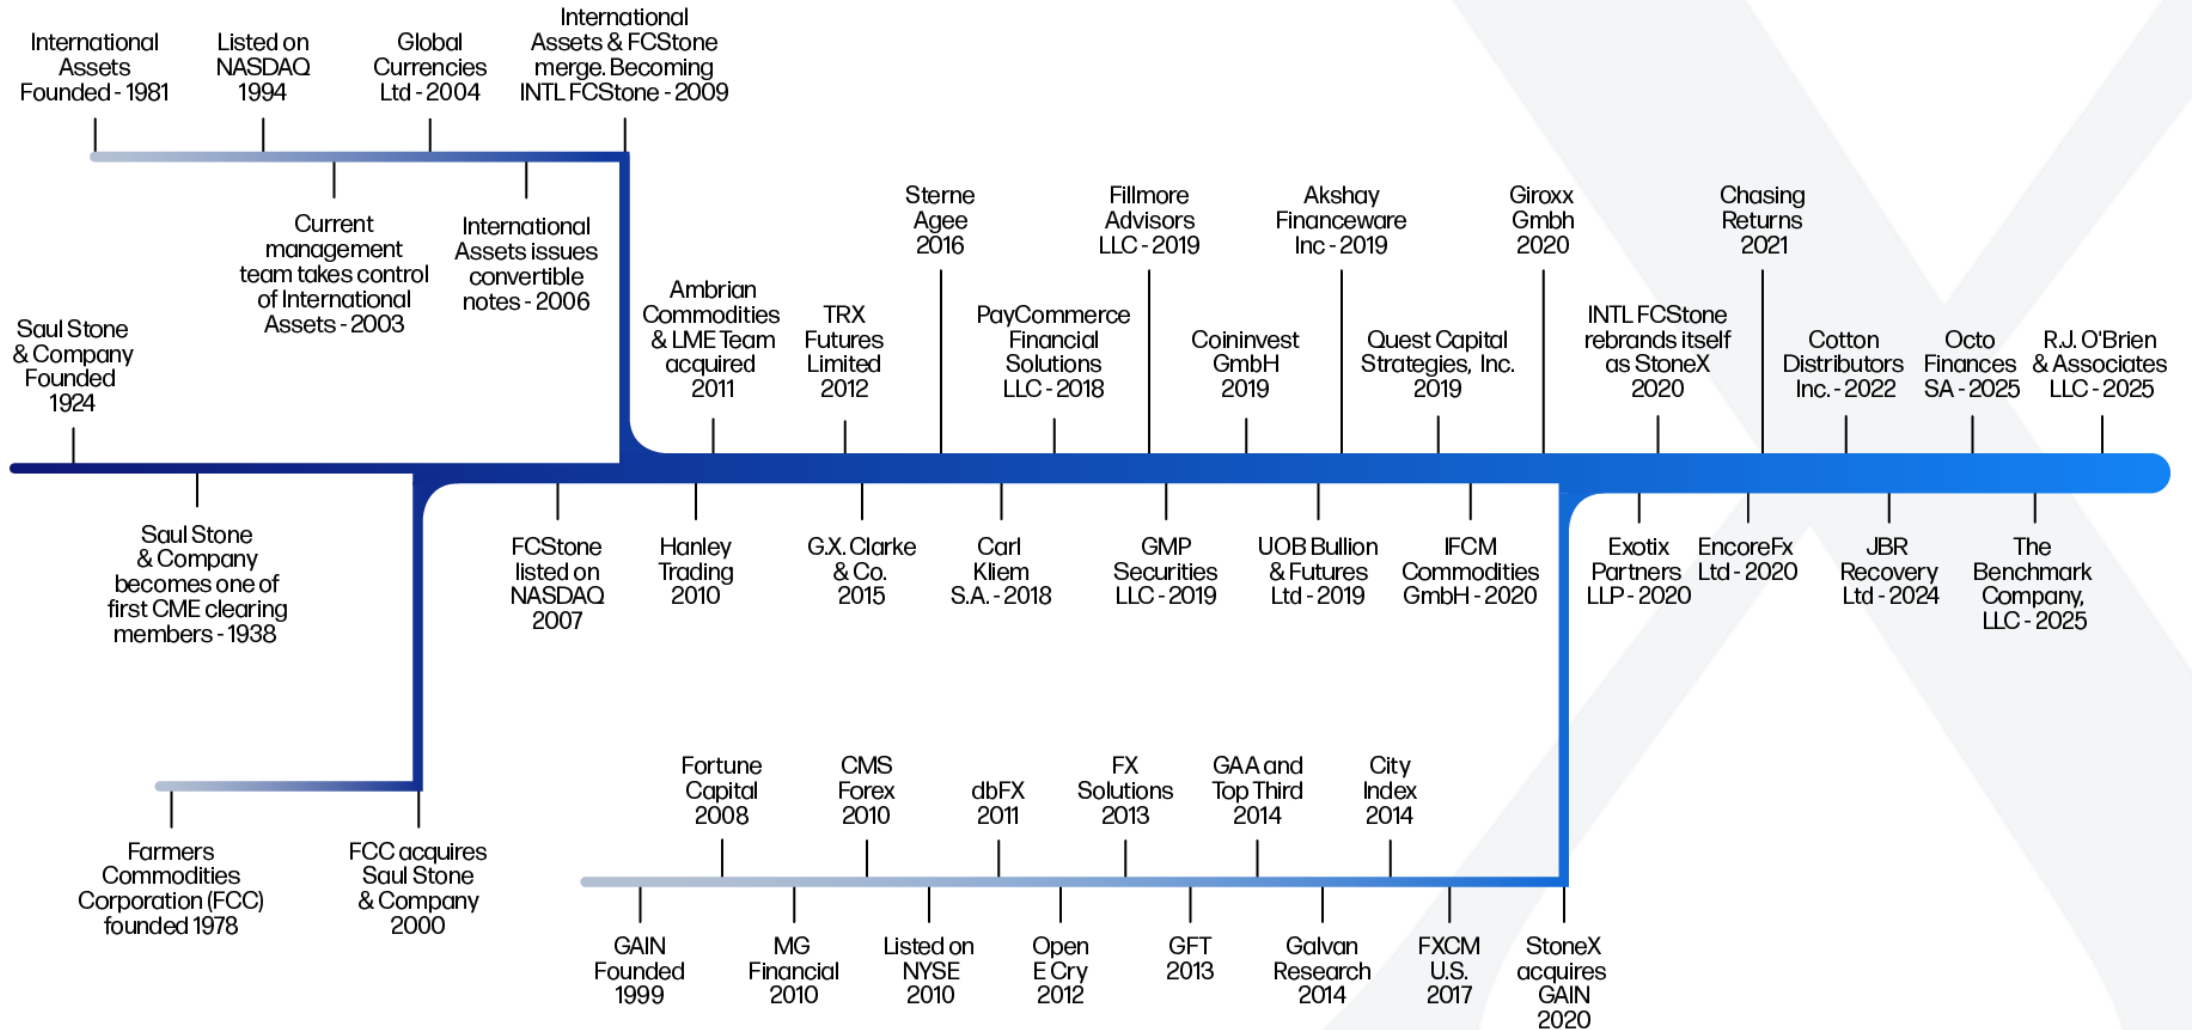 International
Assets
Founded - 1981
Listed on
NASDAQ
1994
Global
Currencies
Ltd - 2004
International
Assets & FCStone
merge. Becoming
INTL FCStone - 2009
Current
management
team takes control
of International
Assets - 2003
International
Assets issues
convertible
notes - 2006
Saul Stone
& Company
Founded
1924
Ambrian
Commodities
& LME Team
acquired
2011
TRX
Futures
Limited
2012
Sterne
Agee
2016
PayCommerce
Financial
Solutions
LLC - 2018
Fillmore
Advisors
LLC - 2019
Coininvest
GmbH
2019
Akshay
Financeware
Inc - 2019
Quest Capital
Strategies, Inc.
2019
Giroxx
Gmbh
2020
INTL FCStone
rebrands itself
as StoneX
2020
Chasing
Returns
2021
Cotton
Distributors
Inc. - 2022
Octo
Finances
SA - 2025
R.J. O'Brien
& Associates
LLC - 2025
Saul Stone
& Company
becomes one of
first CME clearing
members - 1938
FCStone
listed on
NASDAQ
2007
Hanley
Trading
2010
G.X. Clarke
& Co.
2015
Carl
Kliem
S.A. - 2018
GMP
Securities
LLC - 2019
UOB Bullion
& Futures
Ltd - 2019
IFCM
Commodities
GmbH - 2020
Exotix
Partners
LLP - 2020
EncoreFx
Ltd - 2020
JBR
Recovery
Ltd - 2024
The
Benchmark
Company,
LLC - 2025
Farmers
Commodities
Corporation (FCC)
founded 1978
FCC acquires
Saul Stone
& Company
2000
Fortune
Capital
2008
CMS
Forex
2010
dbFX
2011
FX
Solutions
2013
GAA and
Top Third
2014
City
Index
2014
GAIN
Founded
1999
MG
Financial
2010
Listed on
NYSE
2010
Open
E Cry
2012
GFT
2013
Galvan
Research
2014
FXCM
U.S.
2017
StoneX
acquires
GAIN
2020